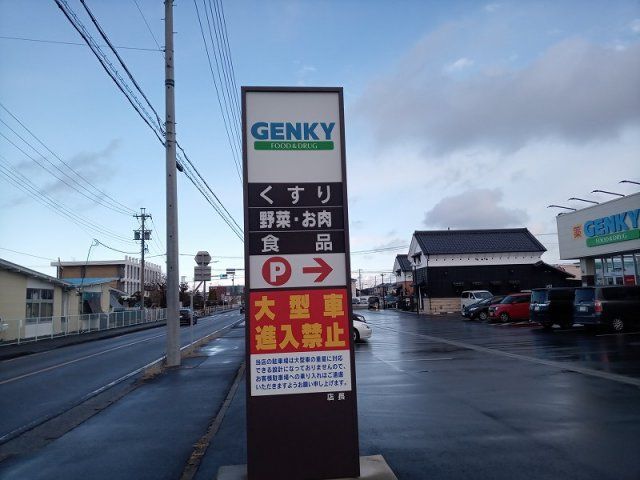 GENKY
FOOD & DRUG
くすり
野菜・お肉
食品
P →
大型車
進入禁止
当店の駐車場は大型車の重量に対応
できる設計になっておりませんので、
お客様駐車場への乗り入れはご遠慮
いただきますようお願い申し上げます。
店長
薬 GENKY
FOOD & DRUG